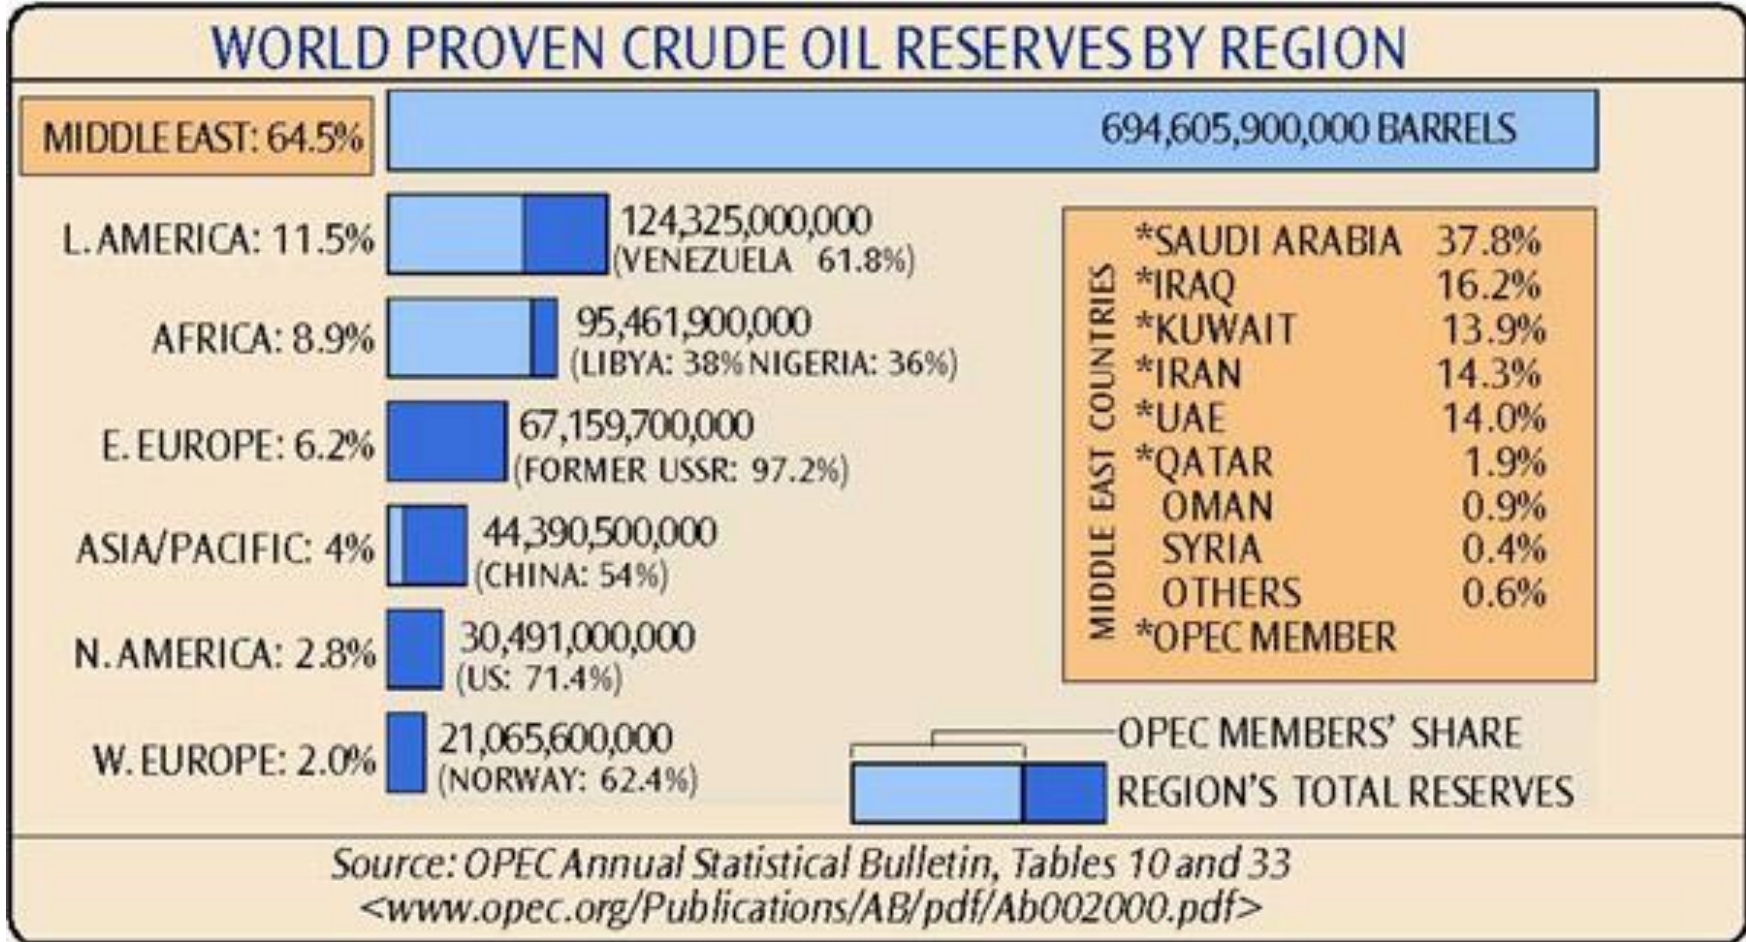 WORLD PROVEN CRUDE OIL RESERVES BY REGION
MIDDLE EAST: 64.5%
694,605,900,000 BARRELS
L. AMERICA: 11.5%
124,325,000,000
(VENEZUELA 61.8%)
AFRICA: 8.9%
95,461,900,000
(LIBYA: 38% NIGERIA: 36%)
E. EUROPE: 6.2%
67,159,700,000
(FORMER USSR: 97.2%)
ASIA/PACIFIC: 4%
44,390,500,000
(CHINA: 54%)
N. AMERICA: 2.8%
30,491,000,000
(US: 71.4%)
W. EUROPE: 2.0%
21,065,600,000
(NORWAY: 62.4%)
MIDDLE EAST COUNTRIES
*SAUDI ARABIA 37.8%
*IRAQ 16.2%
*KUWAIT 13.9%
*IRAN 14.3%
*UAE 14.0%
*QATAR 1.9%
OMAN 0.9%
SYRIA 0.4%
OTHERS 0.6%
*OPEC MEMBER
OPEC MEMBERS’ SHARE
REGION’S TOTAL RESERVES
Source: OPEC Annual Statistical Bulletin, Tables 10 and 33
<www.opec.org/Publications/AB/pdf/Ab002000.pdf>